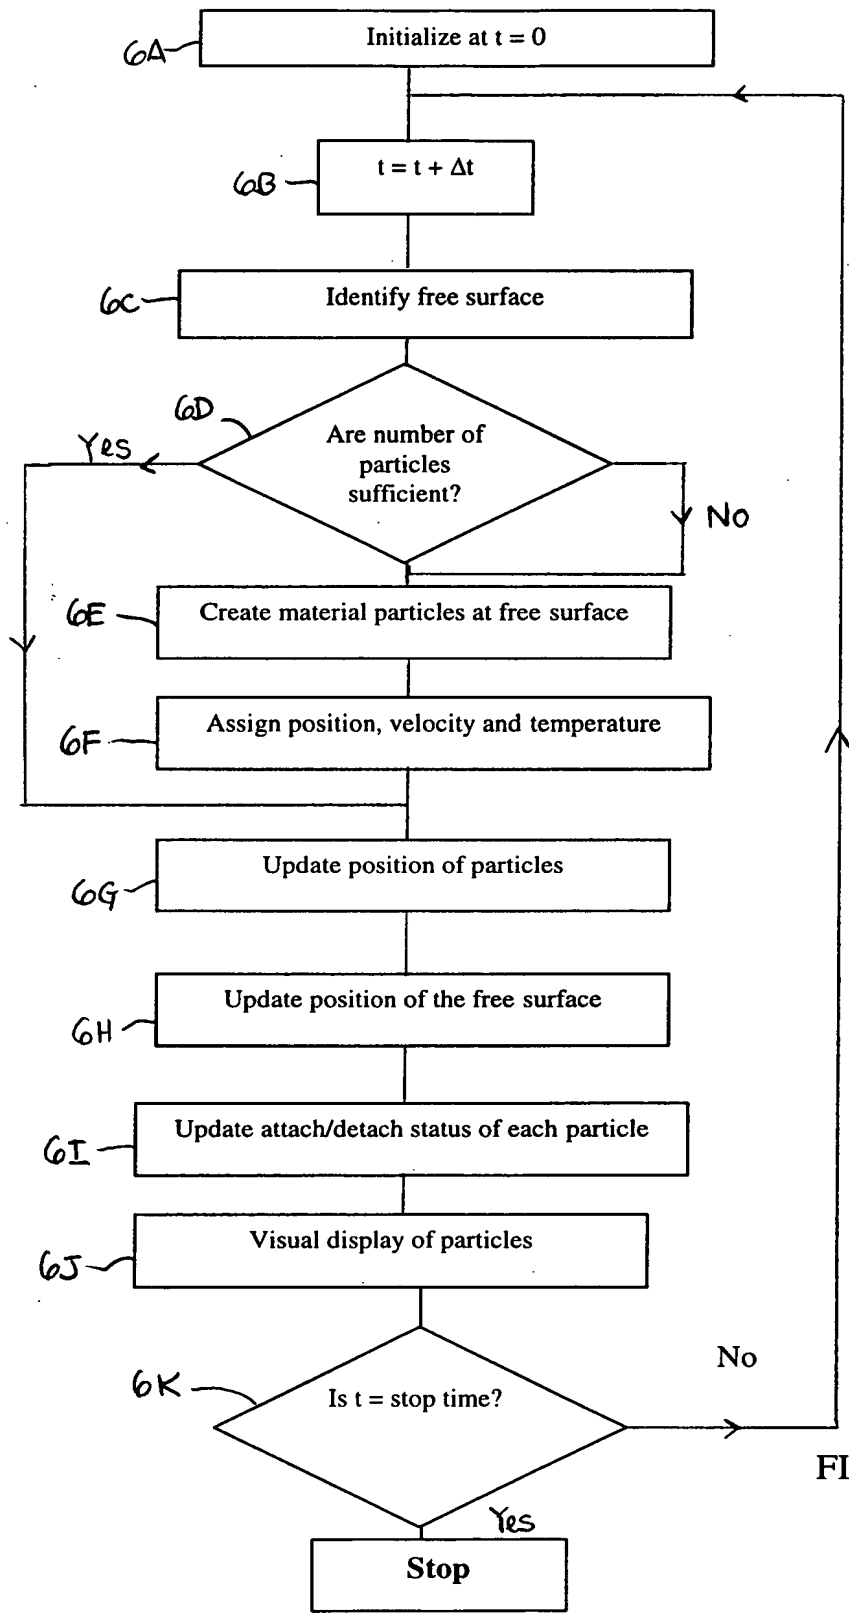 Initialize at t = 0
6A
t = t + Δt
6B
Identify free surface
6C
6D
Are number of
particles
sufficient?
Yes
No
Create material particles at free surface
6E
Assign position, velocity and temperature
6F
Update position of particles
6G
Update position of the free surface
6H
Update attach/detach status of each particle
6I
Visual display of particles
6J
No
6K
Is t = stop time?
FI
Yes
Stop